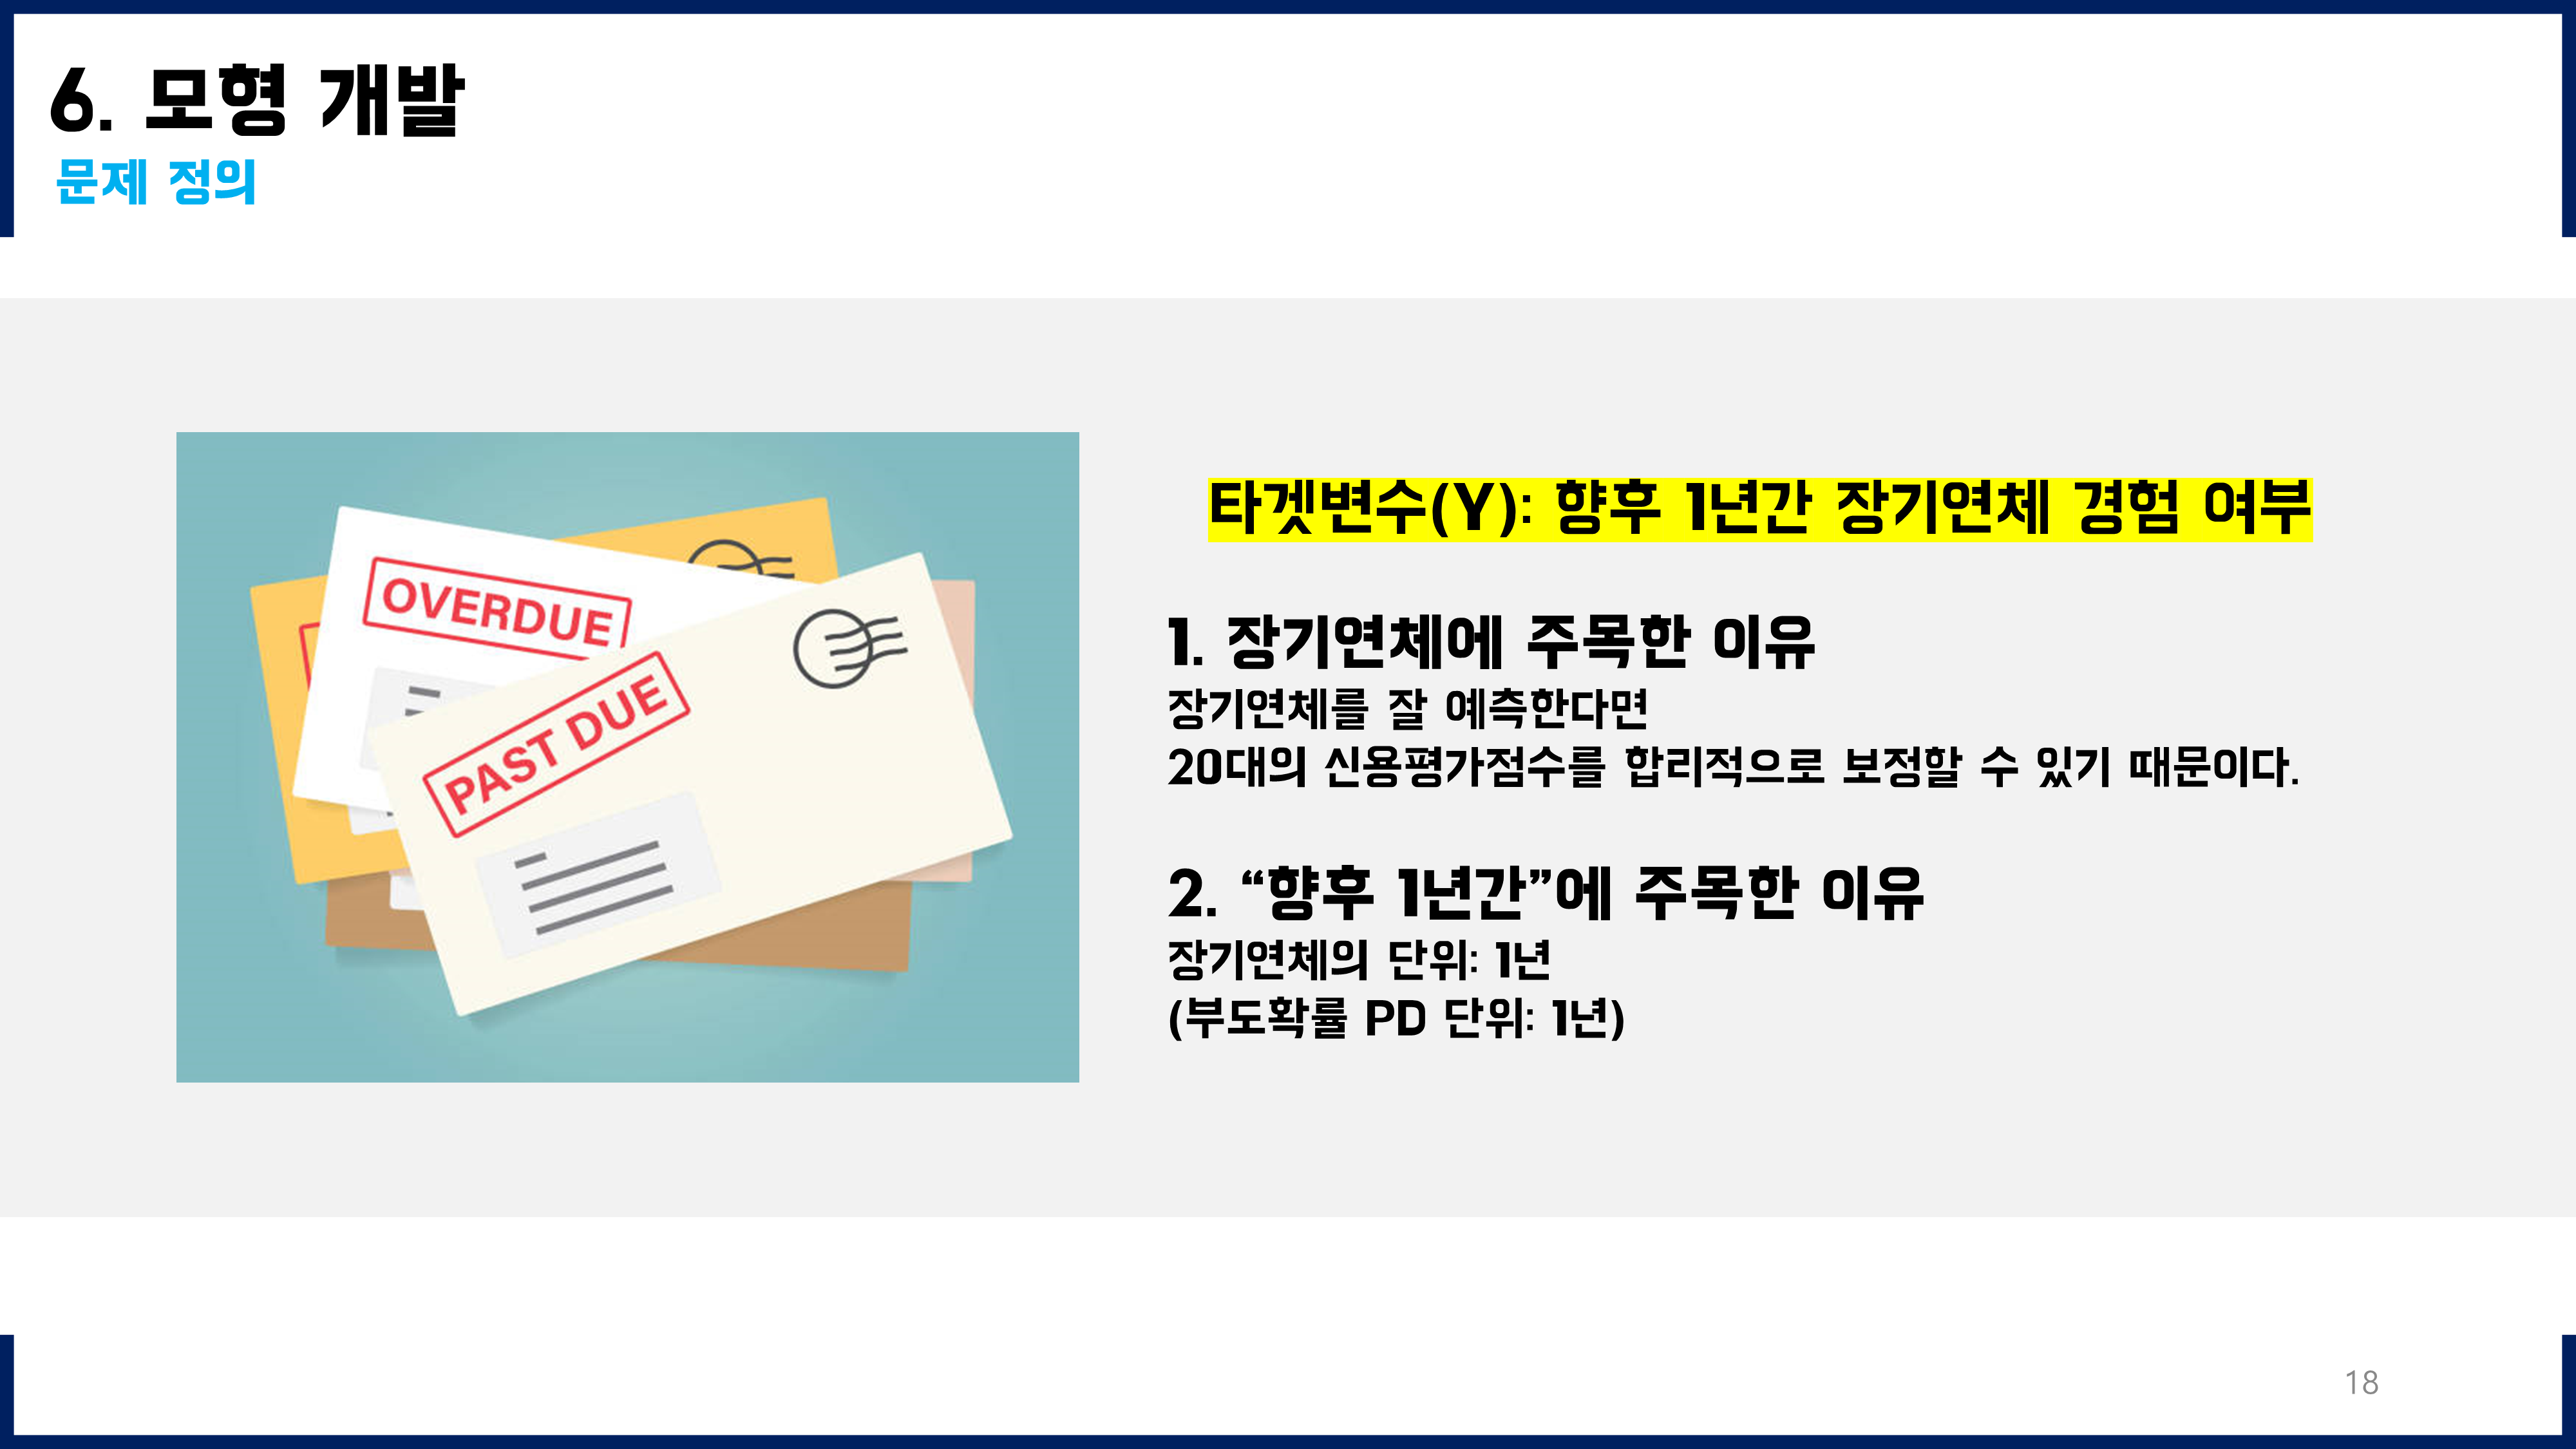 6. 모형 개발
문제 정의
OVERDUE
PAST DUE
타겟변수(Y): 향후 1년간 장기연체 경험 여부
1. 장기연체에 주목한 이유
장기연체를 잘 예측한다면
20대의 신용평가점수를 합리적으로 보정할 수 있기 때문이다.
2. “향후 1년간”에 주목한 이유
장기연체의 단위: 1년
(부도확률 PD 단위: 1년)
18